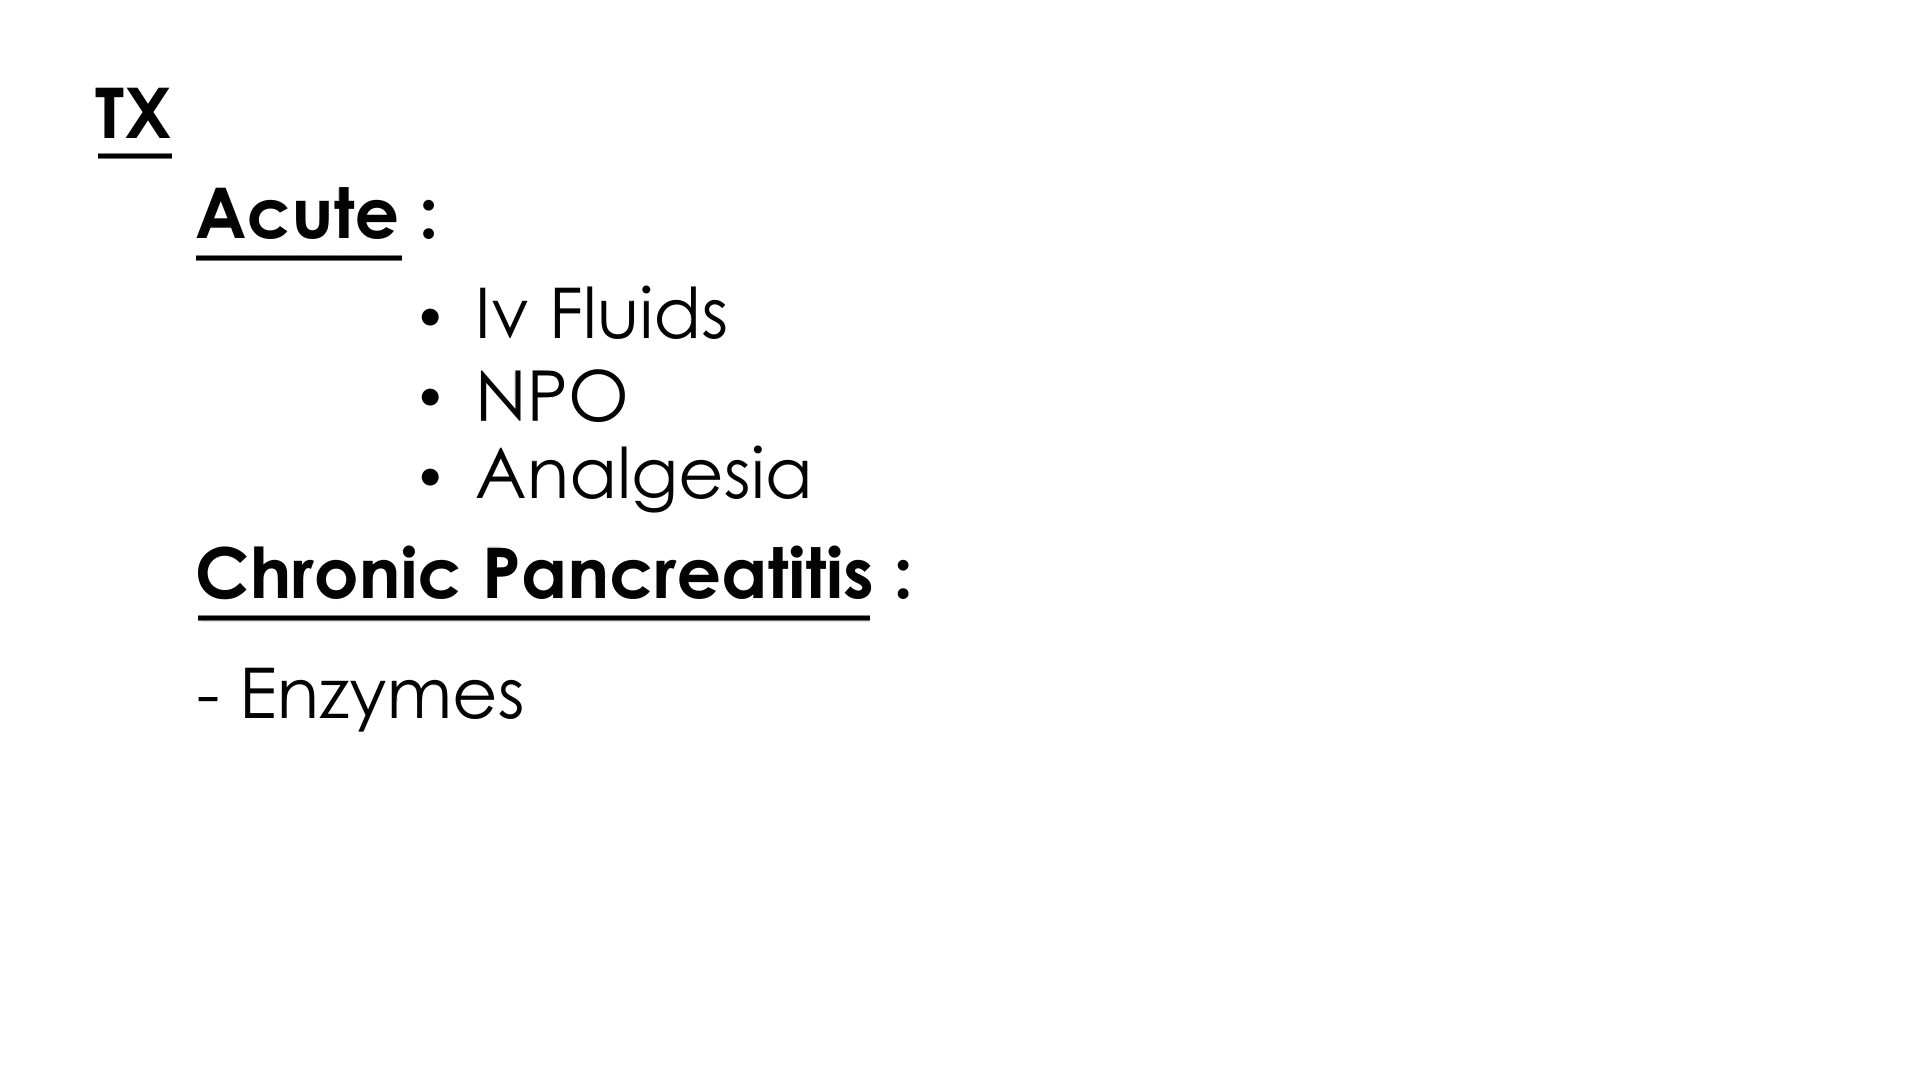 TX
Acute :
• Iv Fluids
• NPO
• Analgesia
Chronic Pancreatitis :
- Enzymes